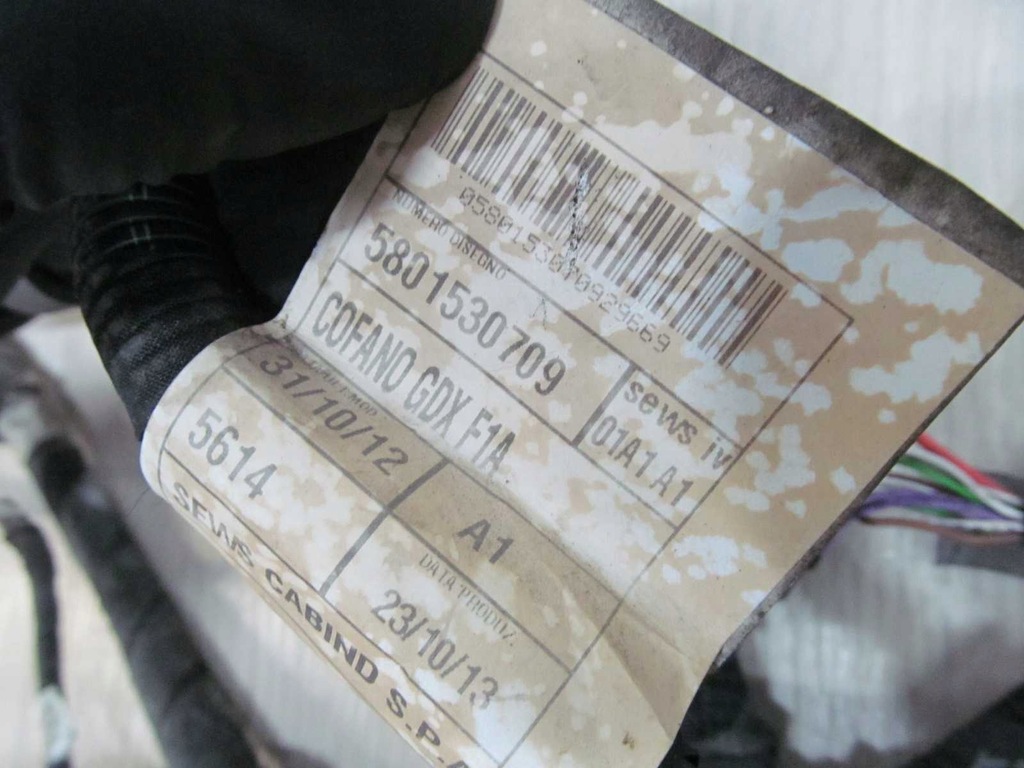 0580153070929669
NUMERO DISEGNO
5801530709
sews iv
01A1A1
COFANO GDX F1A
31/10/12
A1
5614
DATA PRODUZ
23/10/13
SEWS CABIND S.P.A